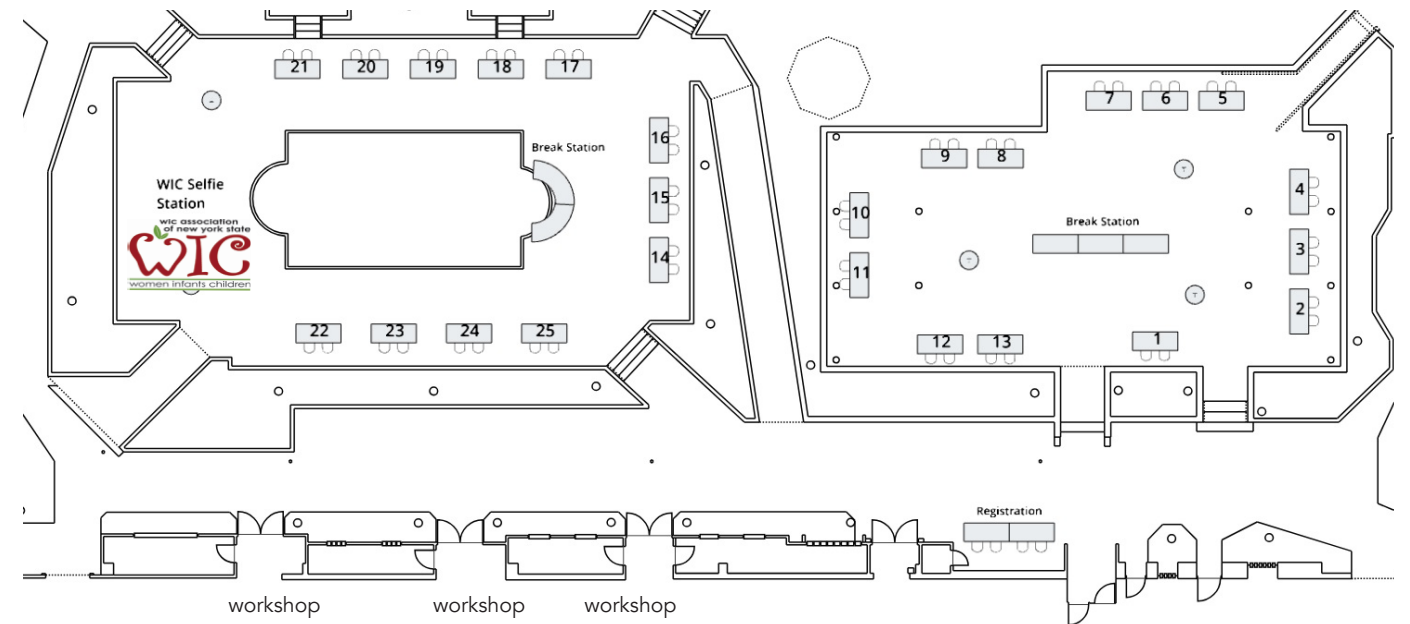 21 20 19 18 17
16
15
14
Break Station
WIC Selfie
Station
wic association
of new york state
WIC
women infants children
22 23 24 25
7 6 5
9 8
10
11
4
3
2
Break Station
12 13 1
Registration
workshop workshop workshop